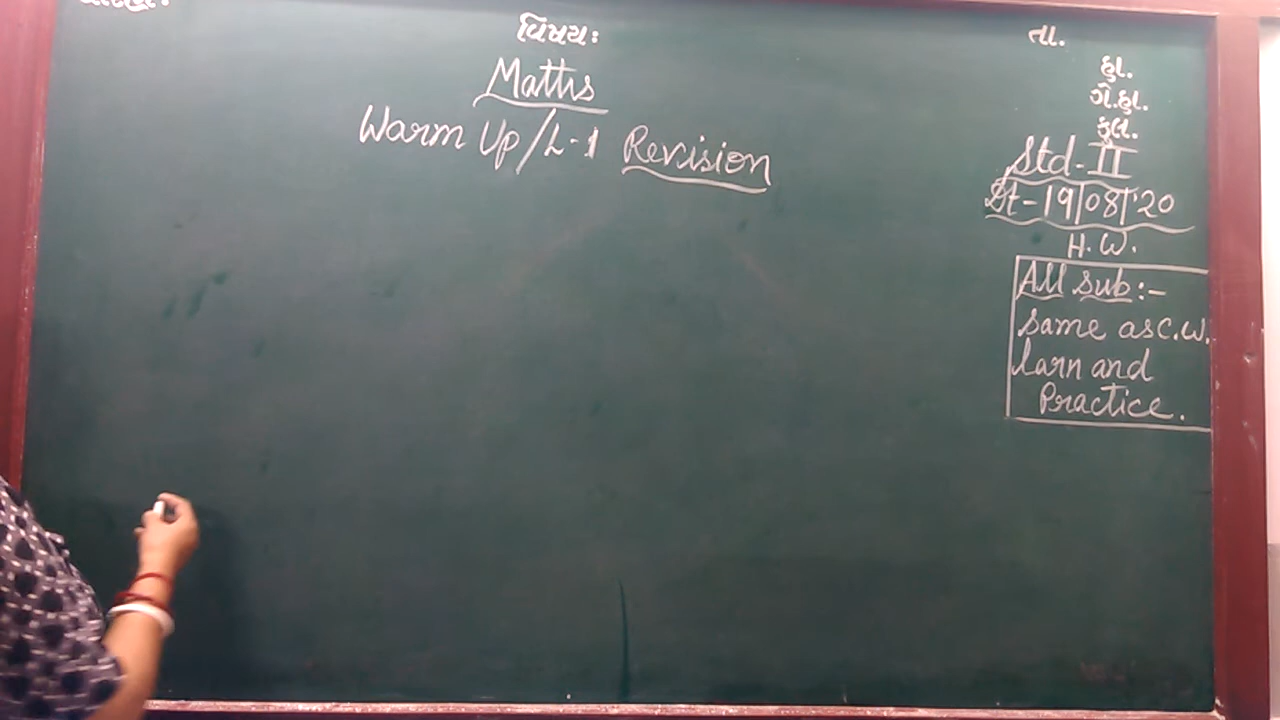 વિષય:
Maths
Warm Up/L-1 Revision
તા.
હા.
ગે.હા.
કુલ.
Std-II
Dt-19/08/'20
H.W.
All sub:-
same as C.W.
larn and
Practice.